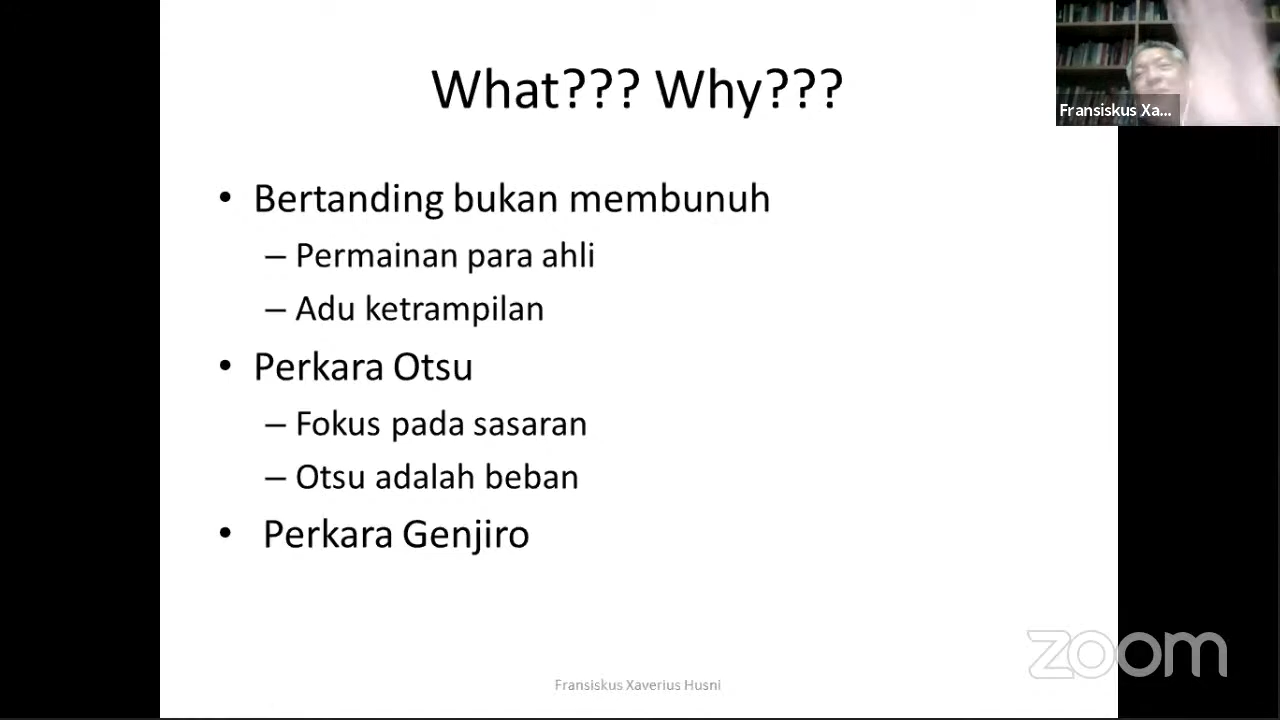 What??? Why???
Fransiskus Xa...
• Bertanding bukan membunuh
– Permainan para ahli
– Adu ketrampilan
• Perkara Otsu
– Fokus pada sasaran
– Otsu adalah beban
• Perkara Genjiro
zoom
Fransiskus Xaverius Husni